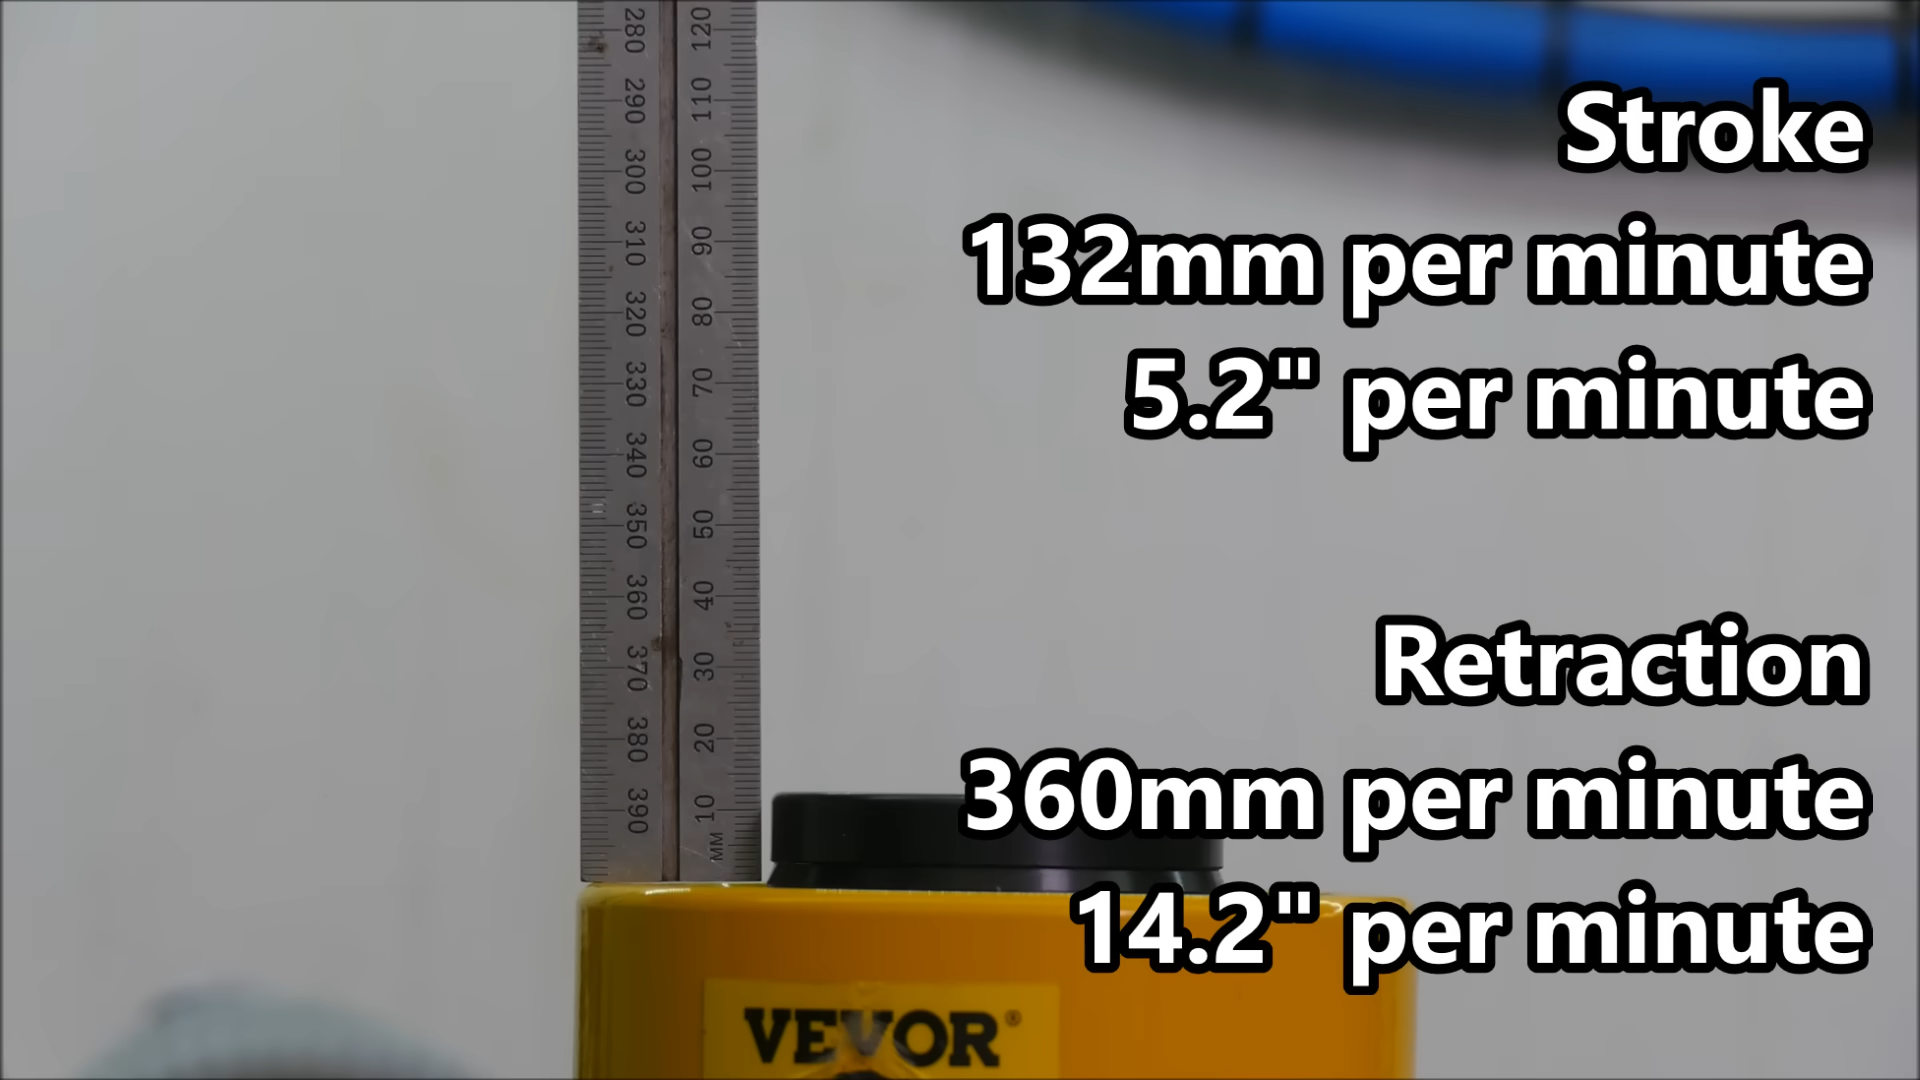 Stroke
132mm per minute
5.2" per minute
Retraction
360mm per minute
14.2" per minute
280 120
290 110
300 100
310 90
320 80
330 70
340 60
350 50
360 40
370 30
380 20
390 10
MM
VEVOR®